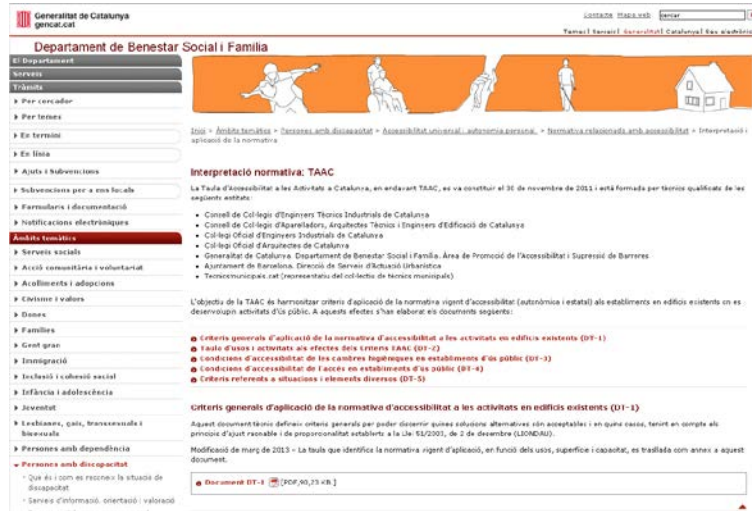 Generalitat de Catalunya
gencat.cat
Contacte Mapa web cercar
Temes| Serveis| Generalitat| Catalunya|
Departament de Benestar Social i Família
El Departament
Serveis
Tràmits
Per cercador
Per temes
En termini
En línia
Ajuts i Subvencions
Subvencions per a ens locals
Formularis i documentació
Notificacions electròniques
Àmbits temàtics
Serveis socials
Acció comunitària i voluntariat
Acolliments i adopcions
Civisme i valors
Dones
Famílies
Gent gran
Immigració
Inclusió i cohesió social
Infància i adolescència
Joventut
Lesbianes, gais, transsexuals i
bisexuals
Persones amb dependència
Persones amb discapacitat
Què és i com es reconeix la situació de
discapacitat
Serveis d'informació, orientació i valoració
Inici > Àmbits temàtics > Persones amb discapacitat > Accessibilitat universal i autonomia personal > Normativa relacionada amb accessibilitat > Interpretació i
aplicació de la normativa
Interpretació normativa: TAAC
La Taula d'Accessibilitat a les Activitats a Catalunya, en endavant TAAC, es va constituir el 30 de novembre de 2011 i està formada per tècnics qualificats de les
següents entitats:
Consell de Col·legis d'Enginyers Tècnics Industrials de Catalunya
Consell de Col·legis d'Aparelladors, Arquitectes Tècnics i Enginyers d'Edificació de Catalunya
Col·legi Oficial d'Enginyers Industrials de Catalunya
Col·legi Oficial d'Arquitectes de Catalunya
Generalitat de Catalunya. Departament de Benestar Social i Família. Àrea de Promoció de l'Accessibilitat i Supressió de Barreres
Ajuntament de Barcelona. Direcció de Serveis d'Actuació Urbanística
Tecnicsmunicipals.cat (representatiu del col·lectiu de tècnics municipals)
L'objectiu de la TAAC és harmonitzar criteris d'aplicació de la normativa vigent d'accessibilitat (autonòmica i estatal) als establiments en edificis existents on es
desenvolupin activitats d'ús públic. A aquests efectes s'han elaborat els documents següents:
Criteris generals d'aplicació de la normativa d'accessibilitat a les activitats en edificis existents (DT-1)
Taula d'usos i activitats als efectes dels Criteris TAAC (DT-2)
Condicions d'accessibilitat de les cambres higièniques en establiments d'ús públic (DT-3)
Condicions d'accessibilitat de l'accés en establiments d'ús públic (DT-4)
Criteris referents a situacions i elements diversos (DT-5)
Criteris generals d'aplicació de la normativa d'accessibilitat a les activitats en edificis existents (DT-1)
Aquest document tècnic defineix criteris generals per poder discernir quines solucions alternatives són acceptables i en quins casos, tenint en compte els
principis d'ajust raonable i de proporcionalitat establerts a la Llei 51/2003, de 2 de desembre (LIONDAU).
Modificació de març de 2013 - La taula que identifica la normativa vigent d'aplicació, en funció dels usos, superfície i capacitat, es trasllada com annex a aquest
document.
Document DT-1 [PDF,90,23 KB.]